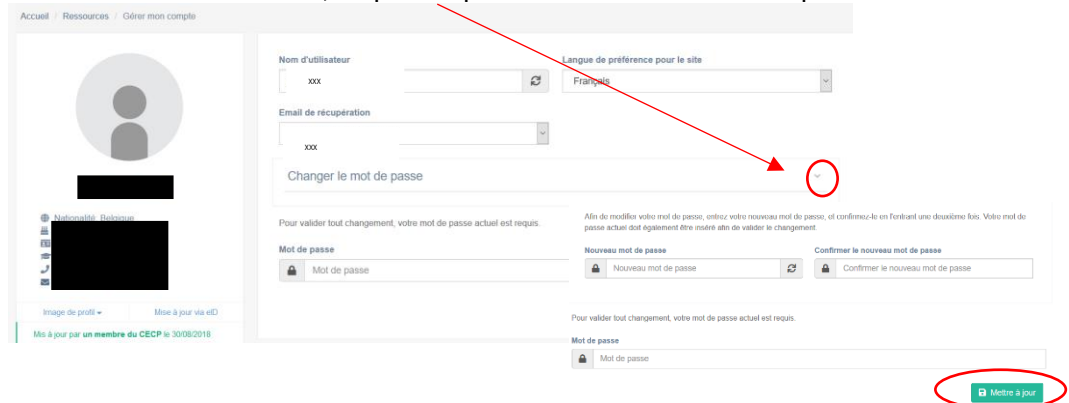 Accueil / Ressources / Gérer mon compte
Nom d'utilisateur
Langue de préférence pour le site
xxx
Français
Email de récupération
xxx
Changer le mot de passe
Nationalité Belgique
Pour valider tout changement, votre mot de passe actuel est requis.
Mot de passe
Mot de passe
Image de profil
Mise à jour via eID
Mis à jour par un membre du CECP le 30/08/2018
Afin de modifier votre mot de passe, entrez votre nouveau mot de passe, et confirmez-le en l'entrant une deuxième fois. Votre mot de
passe actuel doit également être inséré afin de valider le changement.
Nouveau mot de passe
Confirmer le nouveau mot de passe
Nouveau mot de passe
Confirmer le nouveau mot de passe
Pour valider tout changement, votre mot de passe actuel est requis.
Mot de passe
Mot de passe
Mettre à jour